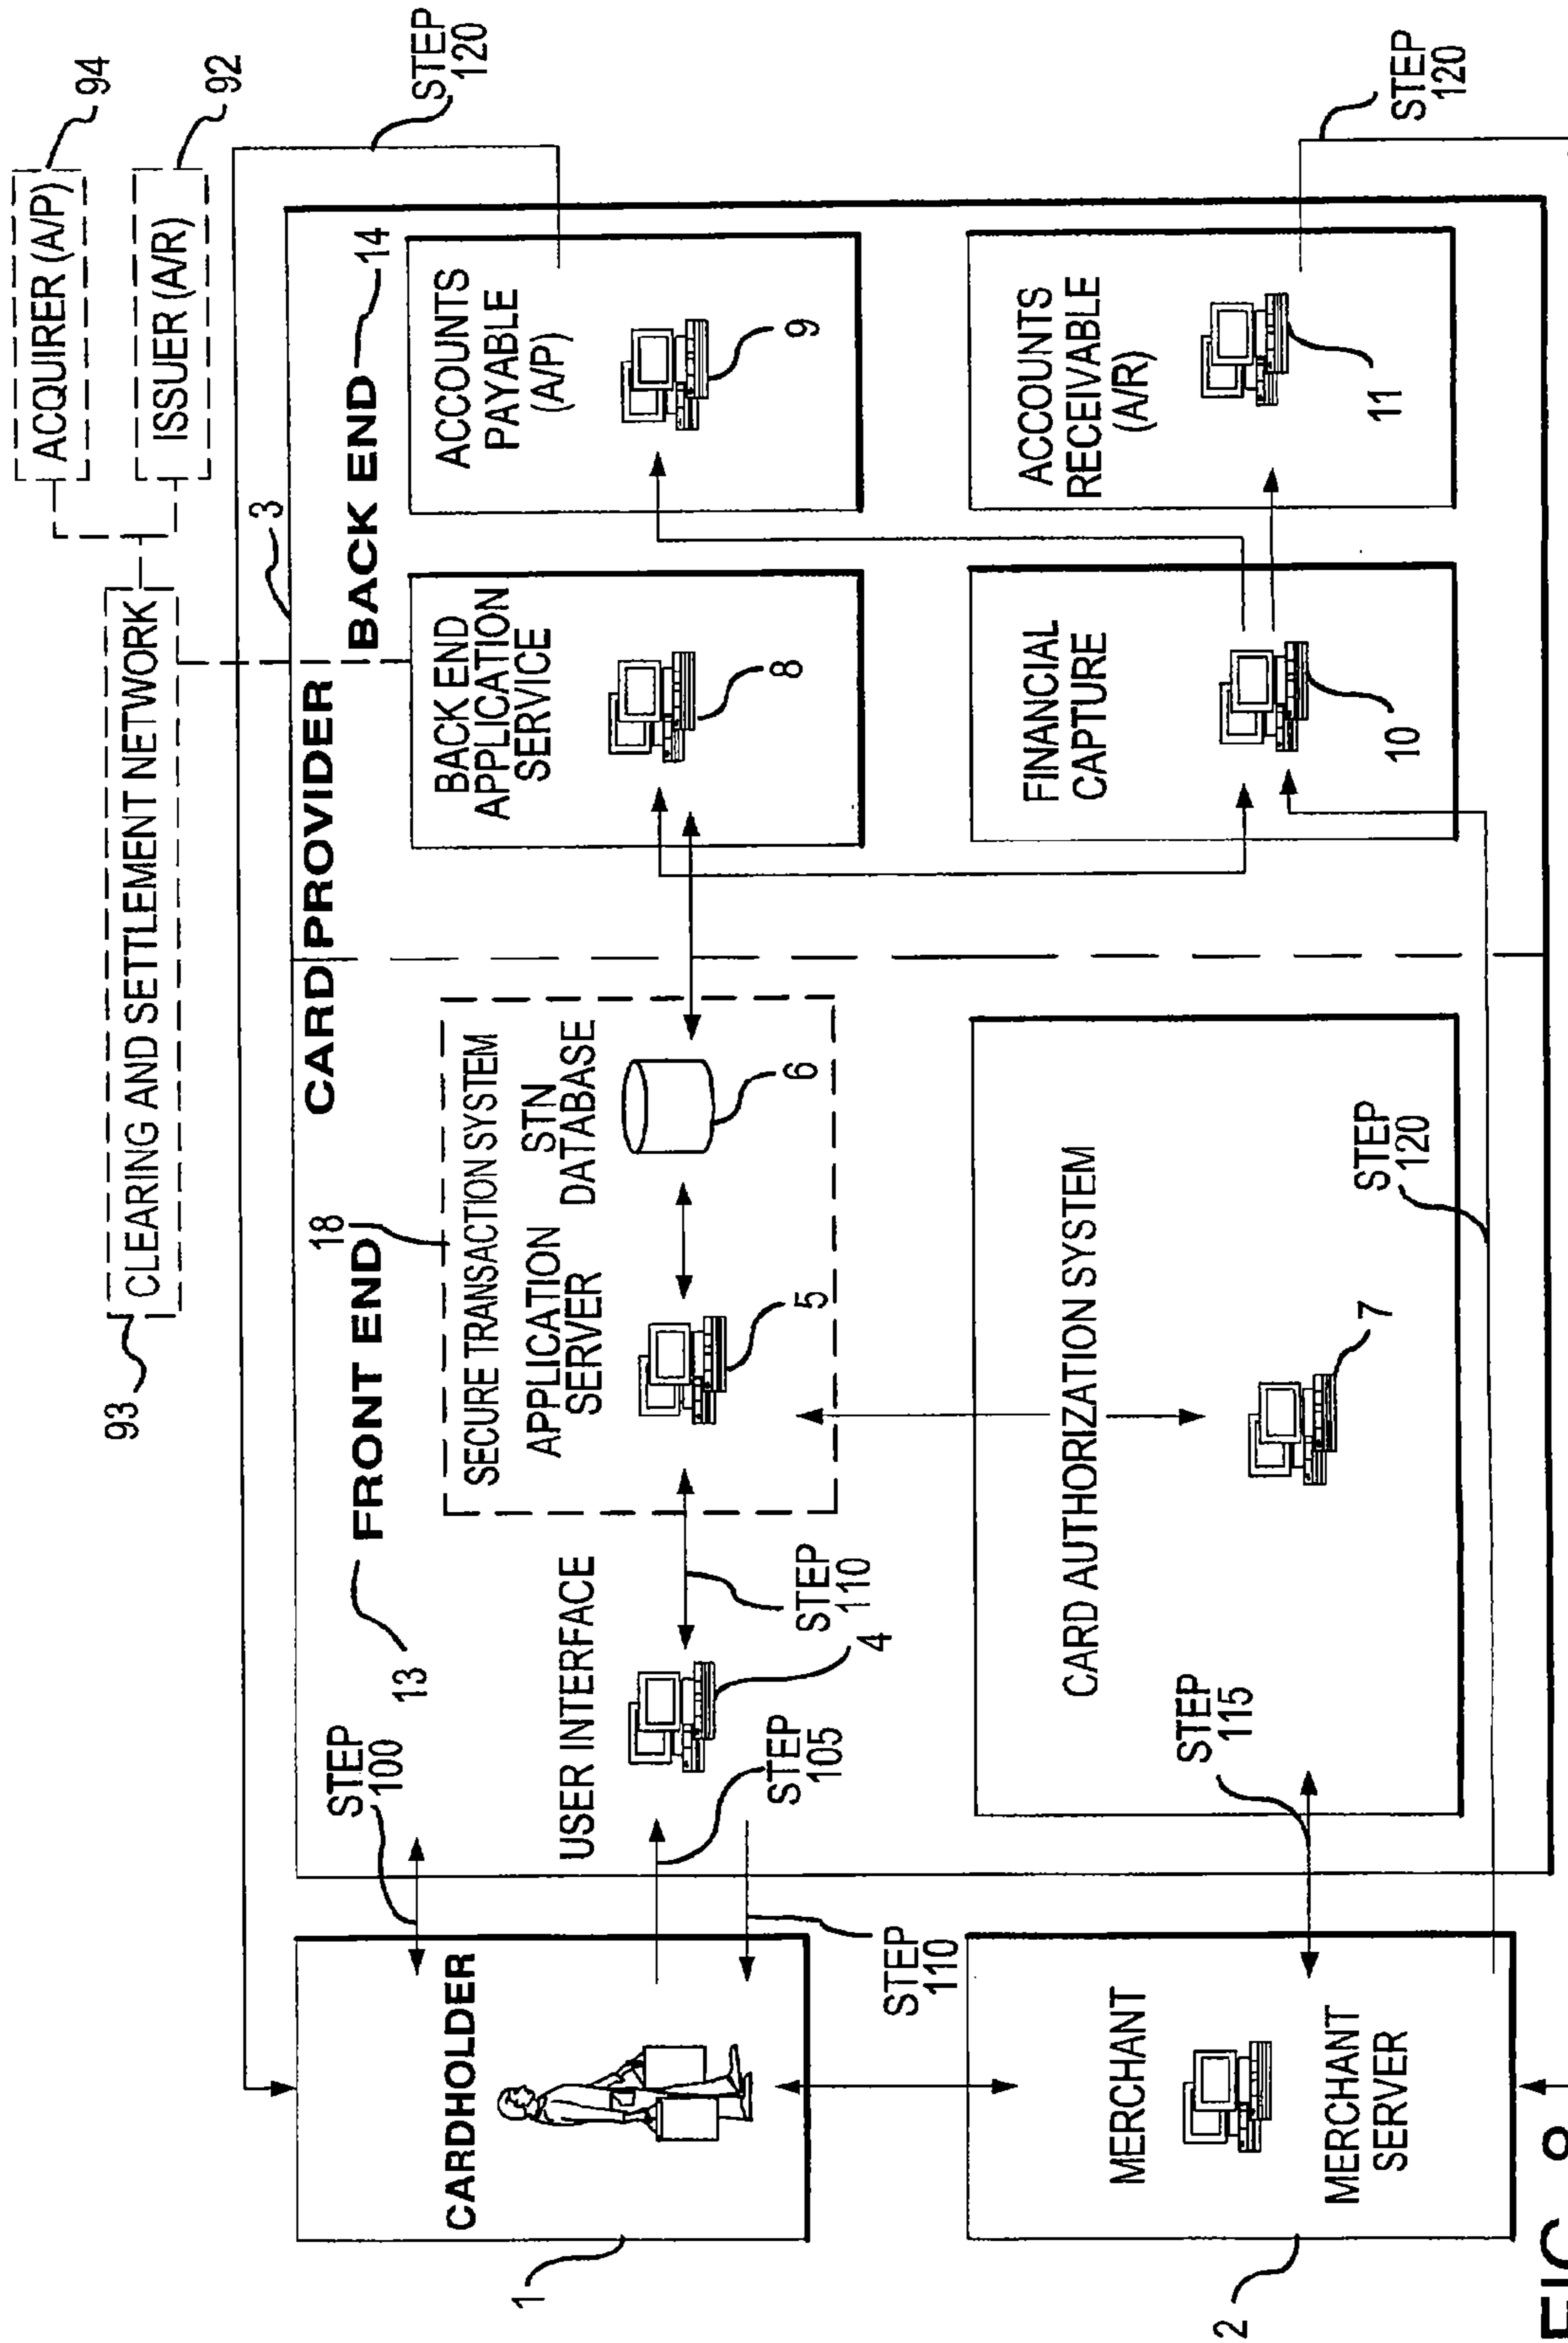 94
ACQUIRER (A/P)
92
ISSUER (A/R)
93
CLEARING AND SETTLEMENT NETWORK
STEP
120
3
CARD PROVIDER
13
FRONT END
BACK END
14
STEP
100
CARDHOLDER
1
USER INTERFACE
4
STEP
105
STEP
110
STEP
110
18
SECURE TRANSACTION SYSTEM
APPLICATION
SERVER
5
STN
DATABASE
6
BACK END
APPLICATION
SERVICE
8
ACCOUNTS
PAYABLE
(A/P)
9
MERCHANT
MERCHANT
SERVER
2
STEP
115
CARD AUTHORIZATION SYSTEM
7
STEP
120
FINANCIAL
CAPTURE
10
ACCOUNTS
RECEIVABLE
(A/R)
11
STEP
120